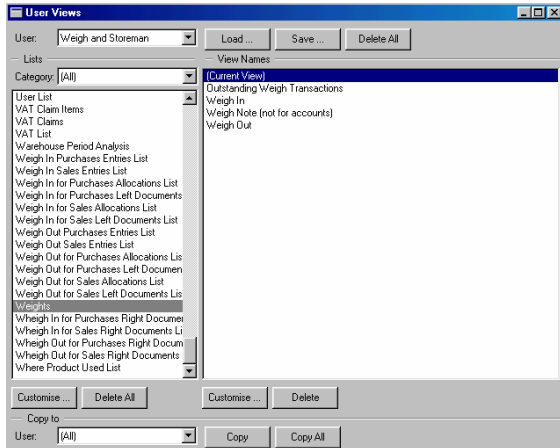 User Views
User: Weigh and Storeman Load ... Save ... Delete All
Lists
View Names
Category: (All)
User List
VAT Claim Items
VAT Claims
VAT List
Warehouse Period Analysis
Weigh In Purchases Entries List
Weigh In Sales Entries List
Weigh In for Purchases Allocations List
Weigh In for Purchases Left Documents
Weigh In for Sales Allocations List
Weigh In for Sales Left Documents List
Weigh Out Purchases Entries List
Weigh Out Sales Entries List
Weigh Out for Purchases Allocations Lis
Weigh Out for Purchases Left Documen
Weigh Out for Sales Allocations List
Weigh Out for Sales Left Documents Lis
Weights
Wheigh In for Purchases Right Documer
Wheigh In for Sales Right Documents Li
Wheigh Out for Purchases Right Docum
Wheigh Out for Sales Right Documents
Where Product Used List
(Current View)
Outstanding Weigh Transactions
Weigh In
Weigh Note (not for accounts)
Weigh Out
Customise ... Delete All Customise ... Delete
Copy to
User: (All) Copy Copy All